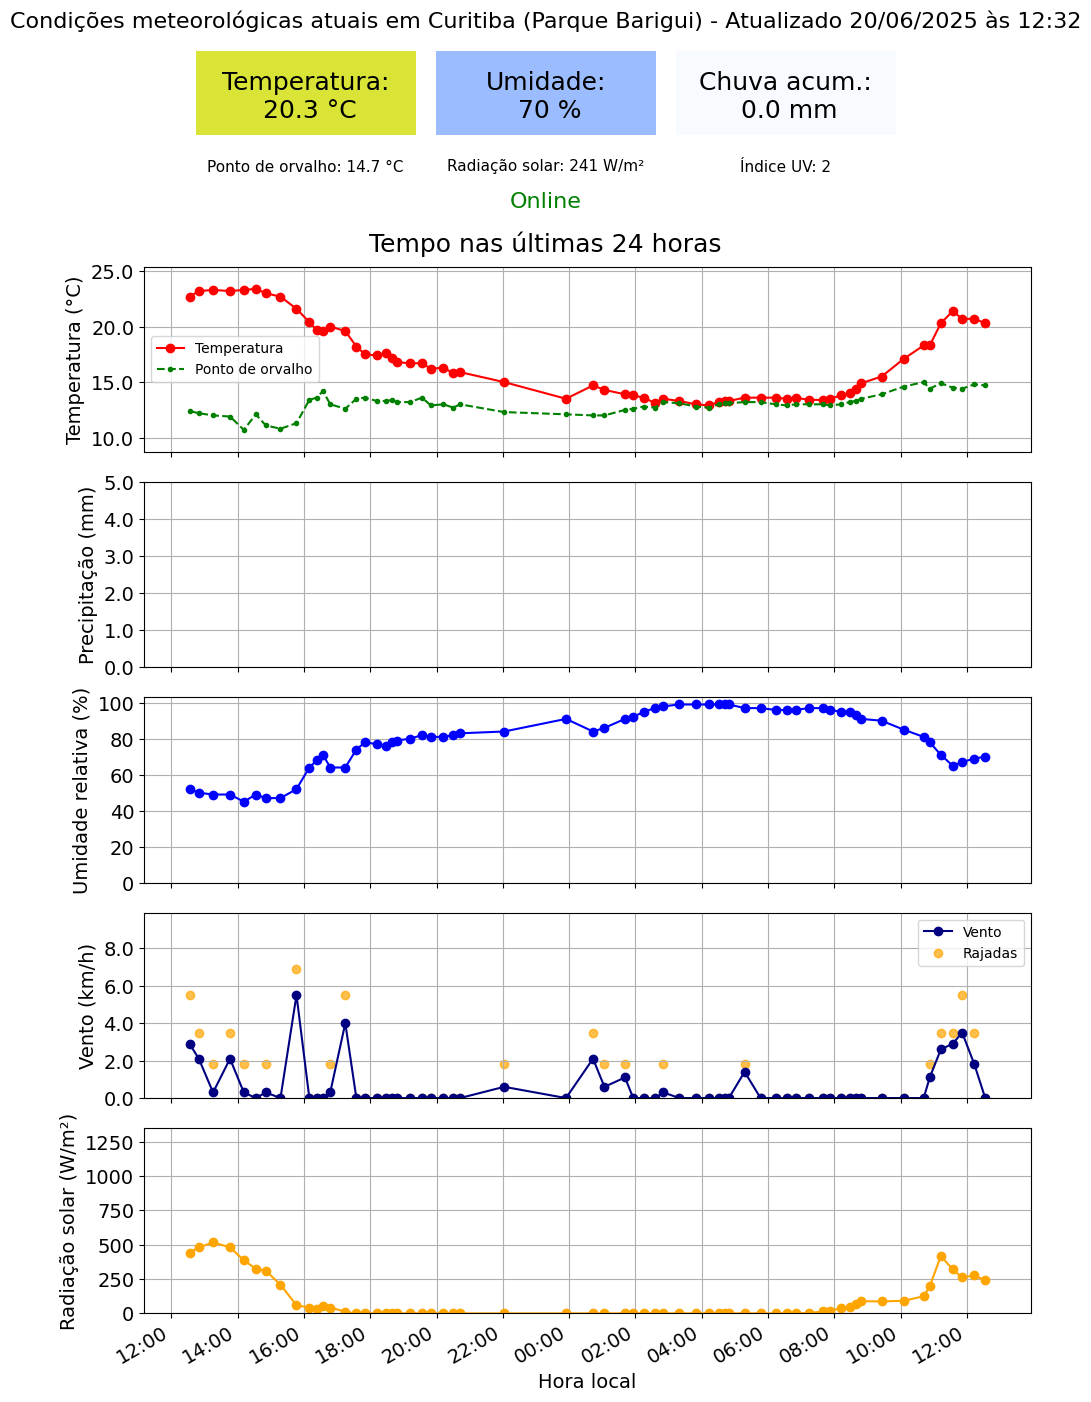 Condições meteorológicas atuais em Curitiba (Parque Barigui) - Atualizado 20/06/2025 às 12:32
Temperatura:
20.3 °C
Umidade:
70 %
Chuva acum.:
0.0 mm
Ponto de orvalho: 14.7 °C
Radiação solar: 241 W/m²
Índice UV: 2
Online
Tempo nas últimas 24 horas
Temperatura (°C)
25.0
20.0
15.0
10.0
Temperatura
Ponto de orvalho
Precipitação (mm)
5.0
4.0
3.0
2.0
1.0
0.0
Umidade relativa (%)
100
80
60
40
20
0
Vento (km/h)
8.0
6.0
4.0
2.0
0.0
Vento
Rajadas
Radiação solar (W/m²)
1250
1000
750
500
250
0
12:00
14:00
16:00
18:00
20:00
22:00
00:00
02:00
04:00
06:00
08:00
10:00
12:00
Hora local